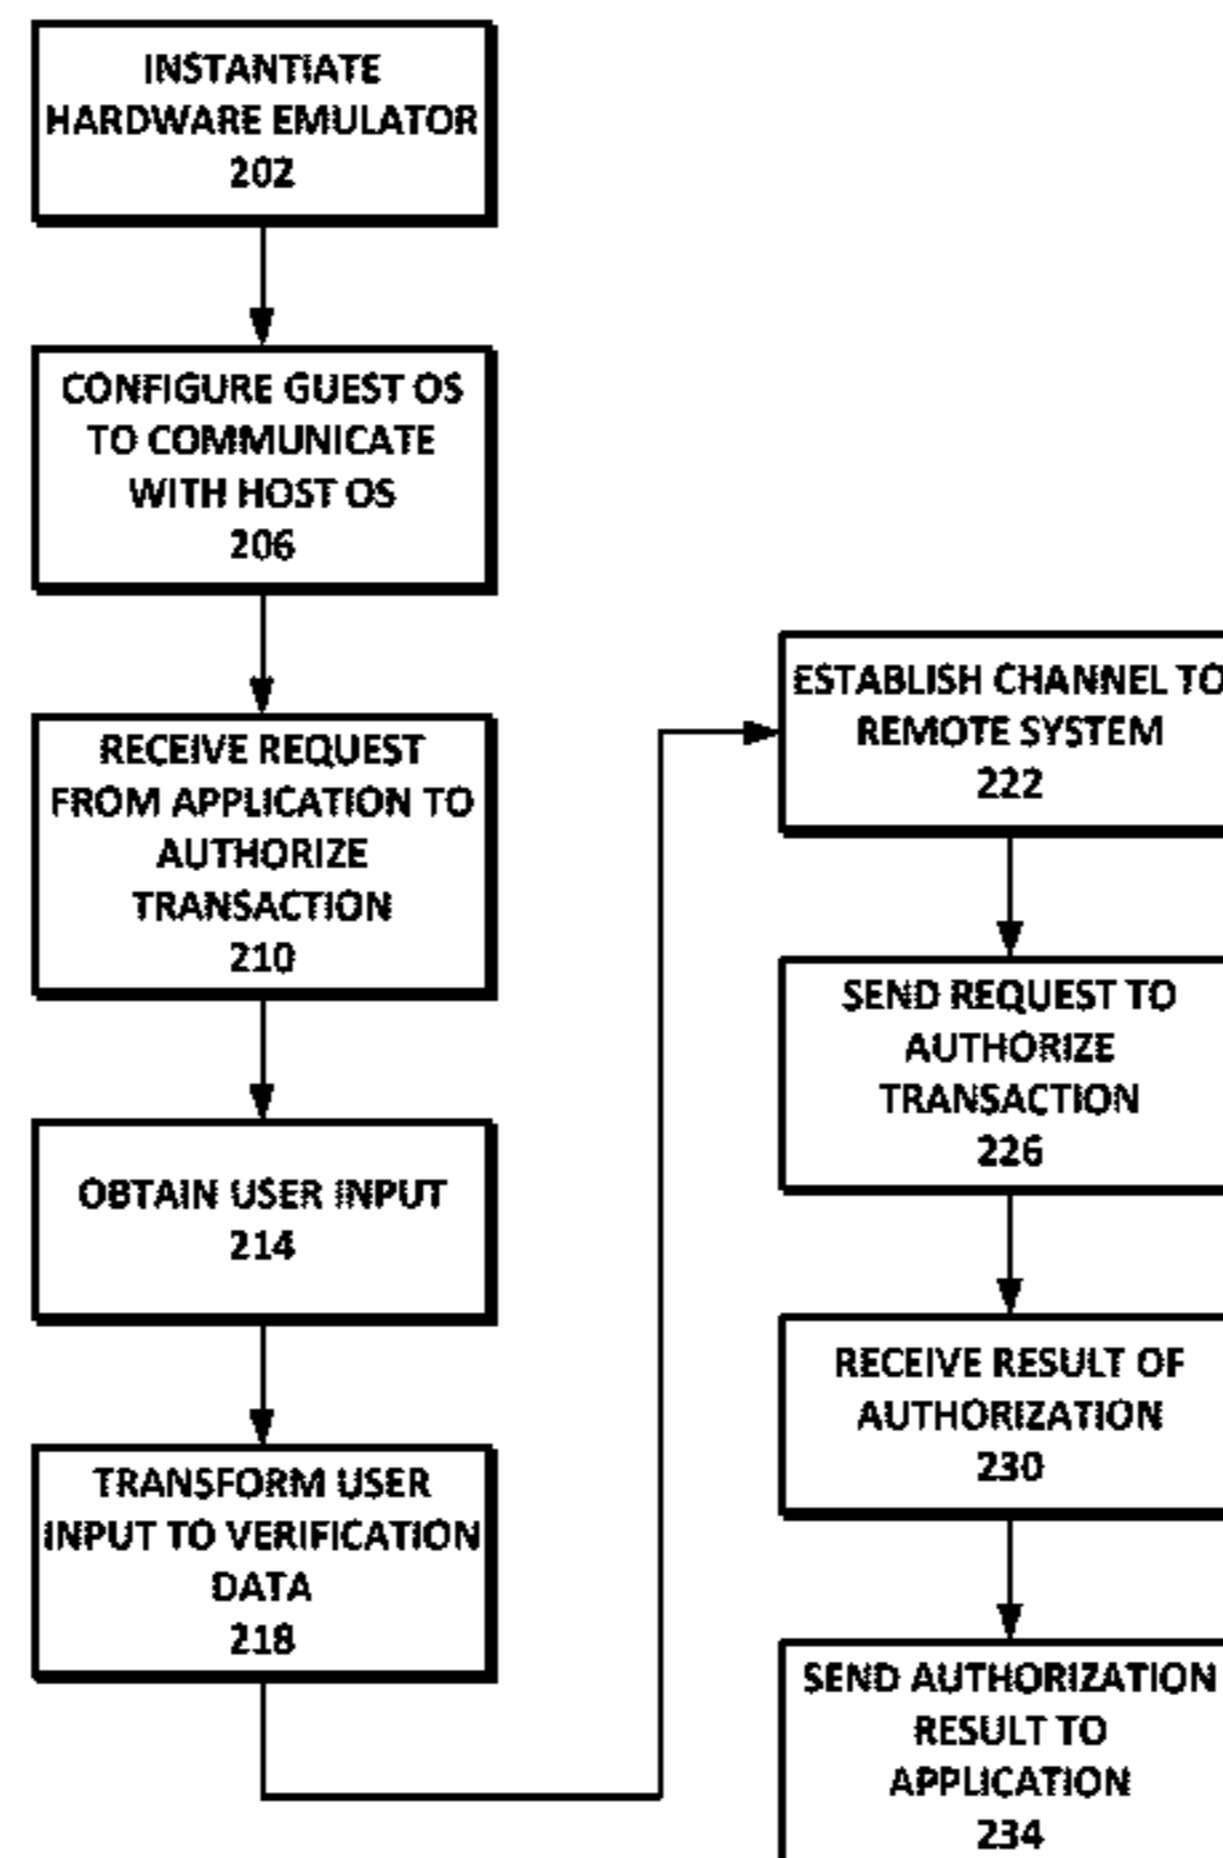 INSTANTIATE
HARDWARE EMULATOR
202
CONFIGURE GUEST OS
TO COMMUNICATE
WITH HOST OS
206
RECEIVE REQUEST
FROM APPLICATION TO
AUTHORIZE
TRANSACTION
210
OBTAIN USER INPUT
214
TRANSFORM USER
INPUT TO VERIFICATION
DATA
218
ESTABLISH CHANNEL TO
REMOTE SYSTEM
222
SEND REQUEST TO
AUTHORIZE
TRANSACTION
226
RECEIVE RESULT OF
AUTHORIZATION
230
SEND AUTHORIZATION
RESULT TO
APPLICATION
234